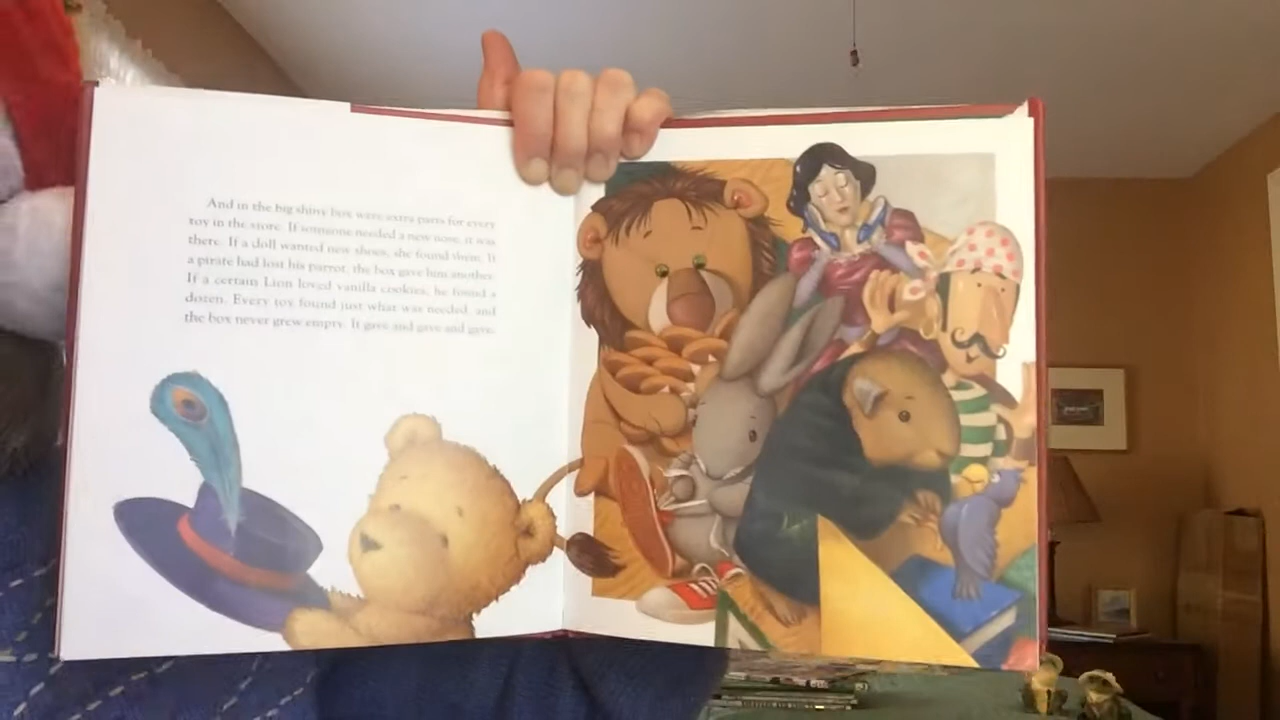 And in the big shiny box were extra parts for every
toy in the store. If someone needed a new nose, it was
there. If a doll wanted new shoes, she found them. If
a pirate had lost his parrot, the box gave him another.
If a certain Lion loved vanilla cookies, he found a
dozen. Every toy found just what was needed, and
the box never grew empty. It gave and gave and gave.